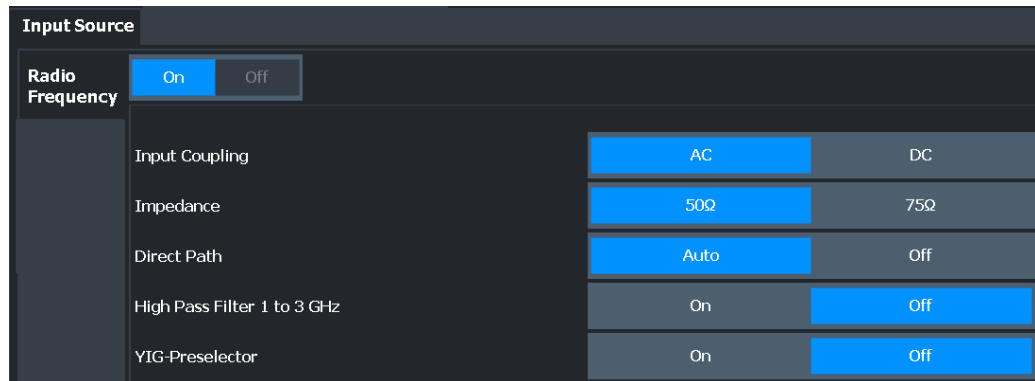 Input Source
Radio
Frequency
On Off
Input Coupling AC DC
Impedance 50Ω 75Ω
Direct Path Auto Off
High Pass Filter 1 to 3 GHz On Off
YIG-Preselector On Off